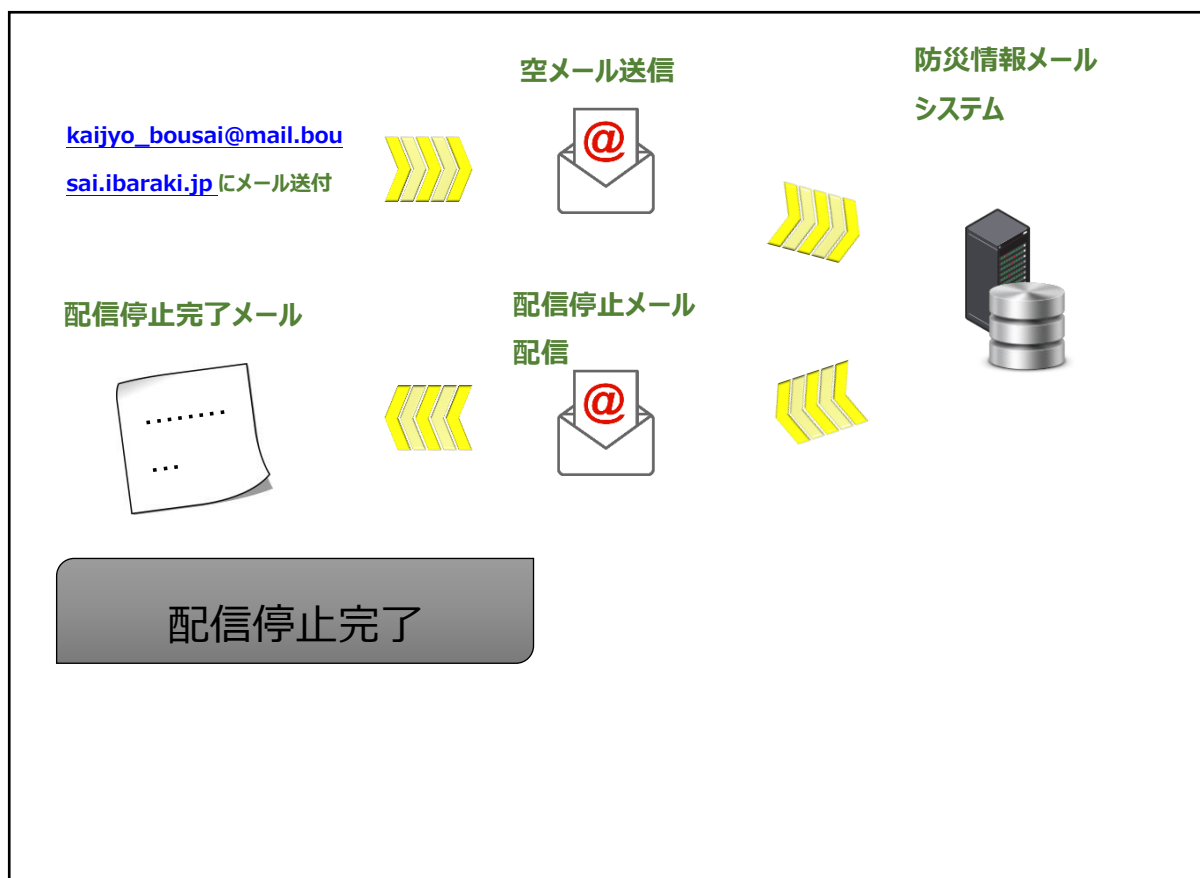 空メール送信
防災情報メール
システム
kaijyo_bousai@mail.bou
sai.ibaraki.jp にメール送付
@
配信停止完了メール
配信停止メール
配信
@
........
...
配信停止完了